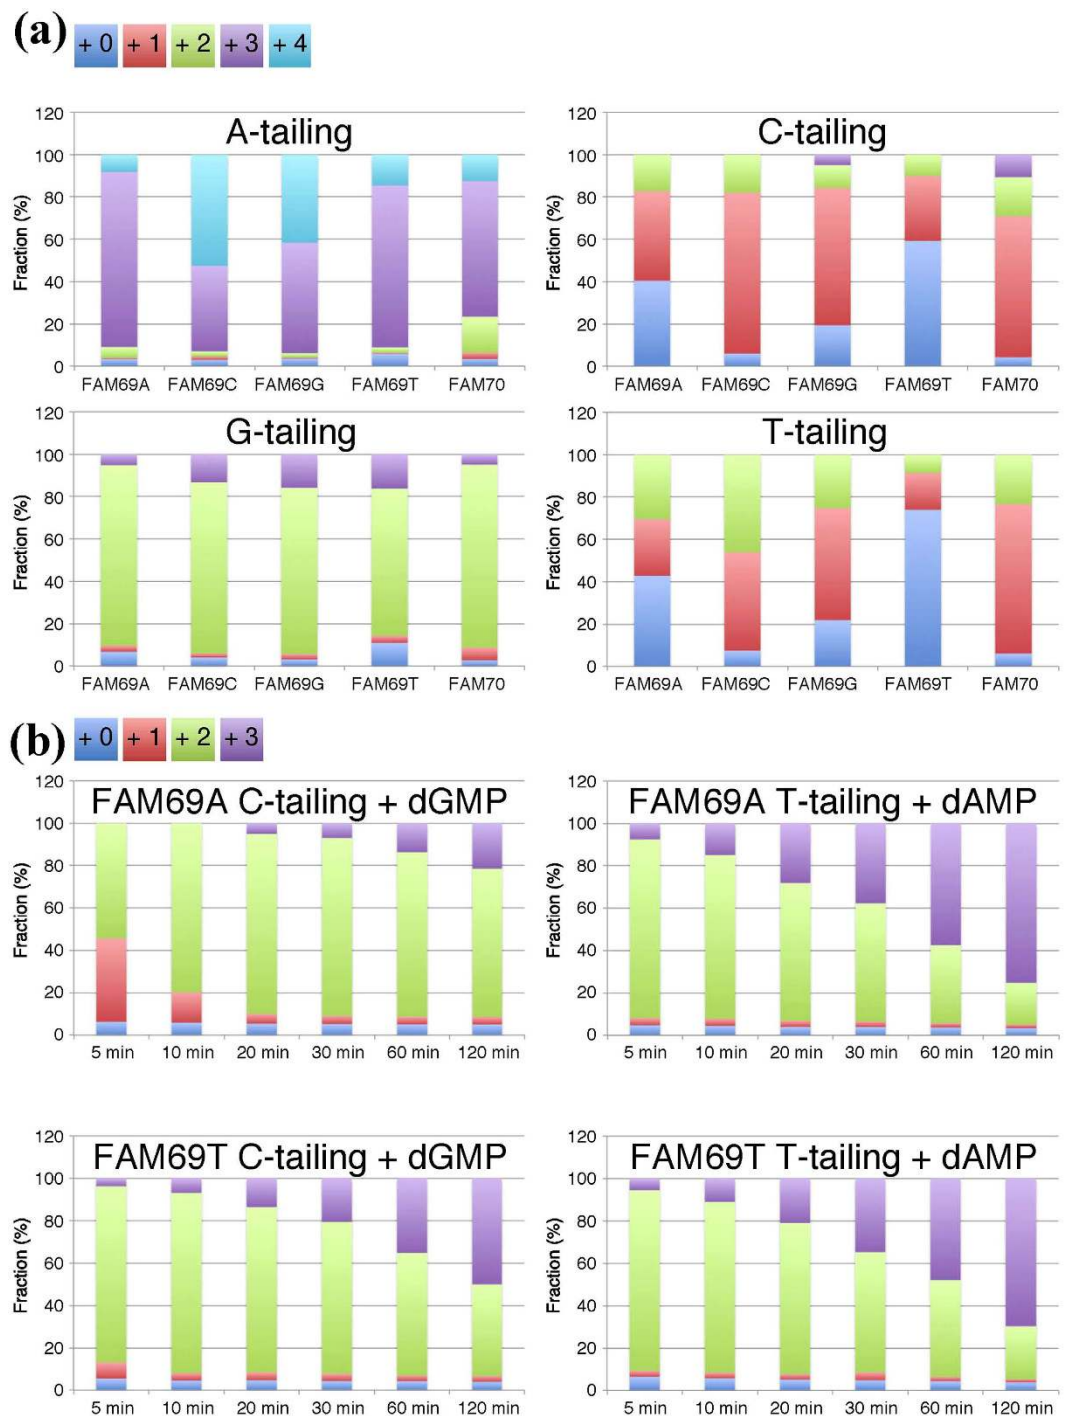 (a) + 0 + 1 + 2 + 3 + 4
A-tailing
Fraction (%)
120
100
80
60
40
20
0
FAM69A FAM69C FAM69G FAM69T FAM70
C-tailing
Fraction (%)
120
100
80
60
40
20
0
FAM69A FAM69C FAM69G FAM69T FAM70
G-tailing
Fraction (%)
120
100
80
60
40
20
0
FAM69A FAM69C FAM69G FAM69T FAM70
T-tailing
Fraction (%)
120
100
80
60
40
20
0
FAM69A FAM69C FAM69G FAM69T FAM70
(b) + 0 + 1 + 2 + 3
FAM69A C-tailing + dGMP
Fraction (%)
120
100
80
60
40
20
0
5 min 10 min 20 min 30 min 60 min 120 min
FAM69A T-tailing + dAMP
Fraction (%)
120
100
80
60
40
20
0
5 min 10 min 20 min 30 min 60 min 120 min
FAM69T C-tailing + dGMP
Fraction (%)
120
100
80
60
40
20
0
5 min 10 min 20 min 30 min 60 min 120 min
FAM69T T-tailing + dAMP
Fraction (%)
120
100
80
60
40
20
0
5 min 10 min 20 min 30 min 60 min 120 min